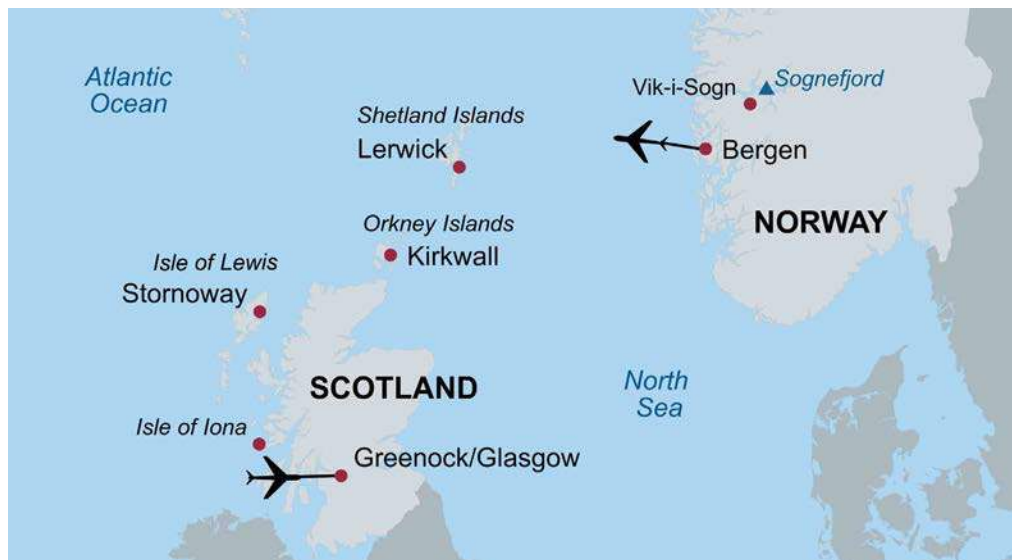 Atlantic
Ocean
Vik-i-Sogn
Sognefjord
Shetland Islands
Lerwick
Bergen
Orkney Islands
Kirkwall
NORWAY
Isle of Lewis
Stornoway
SCOTLAND
North
Sea
Isle of Iona
Greenock/Glasgow